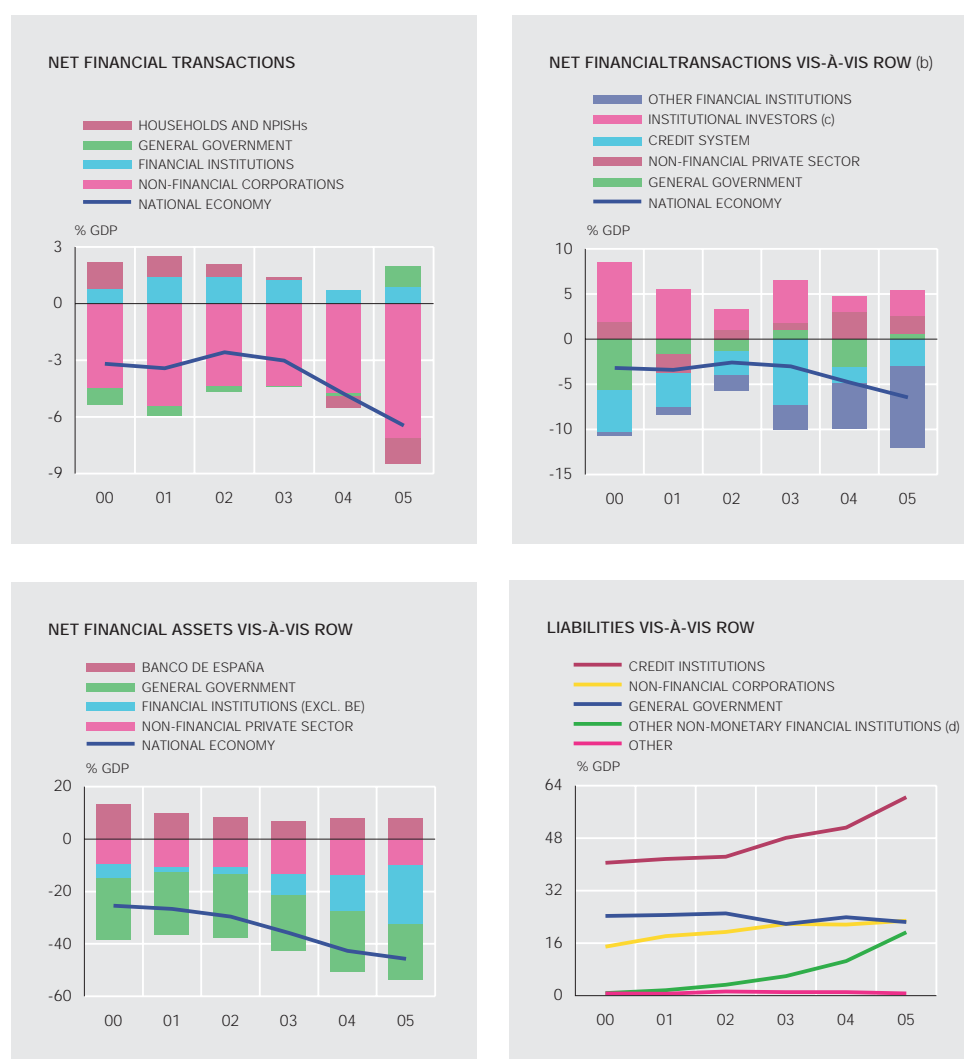 NET FINANCIAL TRANSACTIONS
HOUSEHOLDS AND NPISHs
GENERAL GOVERNMENT
FINANCIAL INSTITUTIONS
NON-FINANCIAL CORPORATIONS
NATIONAL ECONOMY
% GDP
3
0
-3
-6
-9
00 01 02 03 04 05
NET FINANCIALTRANSACTIONS VIS-À-VIS ROW (b)
OTHER FINANCIAL INSTITUTIONS
INSTITUTIONAL INVESTORS (c)
CREDIT SYSTEM
NON-FINANCIAL PRIVATE SECTOR
GENERAL GOVERNMENT
NATIONAL ECONOMY
% GDP
10
5
0
-5
-10
-15
00 01 02 03 04 05
NET FINANCIAL ASSETS VIS-À-VIS ROW
BANCO DE ESPAÑA
GENERAL GOVERNMENT
FINANCIAL INSTITUTIONS (EXCL. BE)
NON-FINANCIAL PRIVATE SECTOR
NATIONAL ECONOMY
% GDP
20
0
-20
-40
-60
00 01 02 03 04 05
LIABILITIES VIS-À-VIS ROW
CREDIT INSTITUTIONS
NON-FINANCIAL CORPORATIONS
GENERAL GOVERNMENT
OTHER NON-MONETARY FINANCIAL INSTITUTIONS (d)
OTHER
% GDP
64
48
32
16
0
00 01 02 03 04 05